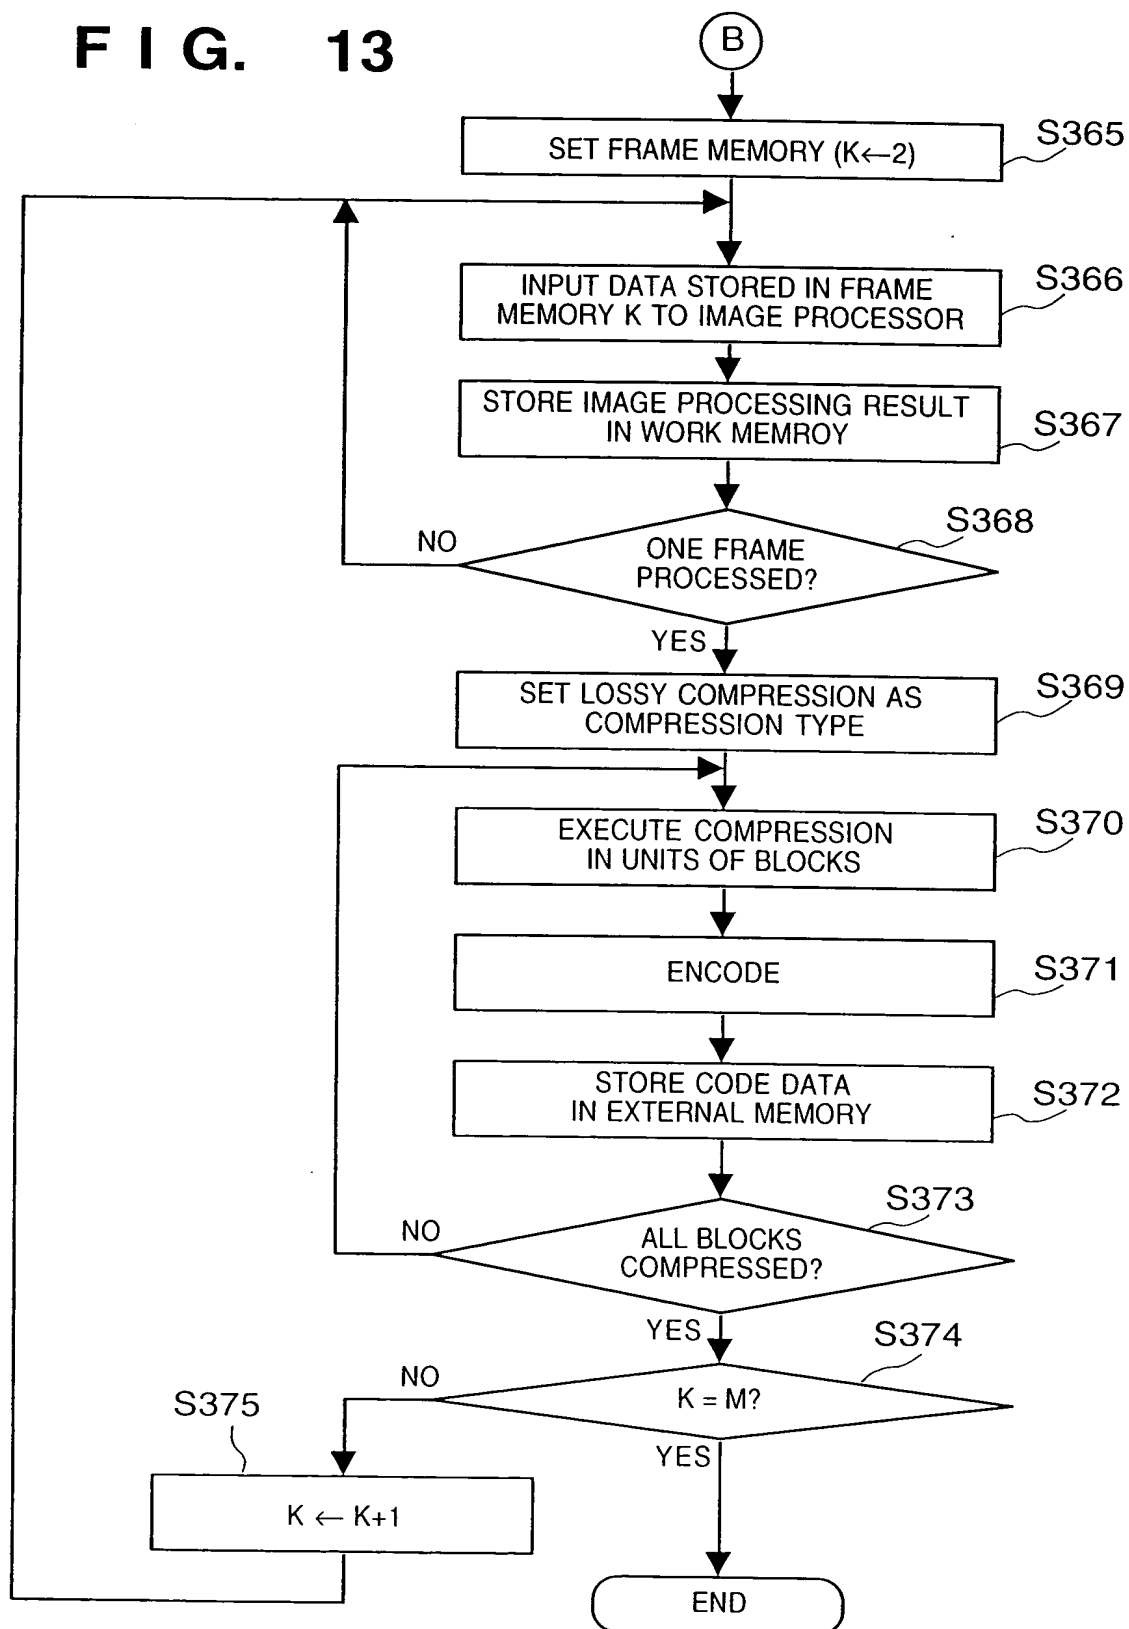 FIG. 13
B
SET FRAME MEMORY (K←2)
S365
INPUT DATA STORED IN FRAME
MEMORY K TO IMAGE PROCESSOR
S366
STORE IMAGE PROCESSING RESULT
IN WORK MEMROY
S367
S368
NO
ONE FRAME
PROCESSED?
YES
SET LOSSY COMPRESSION AS
COMPRESSION TYPE
S369
EXECUTE COMPRESSION
IN UNITS OF BLOCKS
S370
ENCODE
S371
STORE CODE DATA
IN EXTERNAL MEMORY
S372
S373
NO
ALL BLOCKS
COMPRESSED?
YES
S374
NO
K = M?
S375
YES
K ← K+1
END